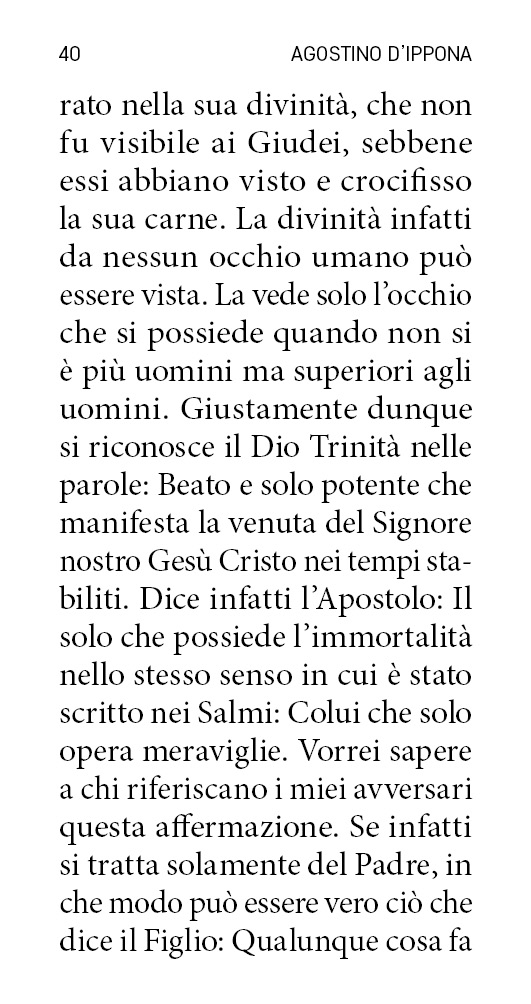 40 AGOSTINO D’IPPONA
rato nella sua divinità, che non
fu visibile ai Giudei, sebbene
essi abbiano visto e crocifisso
la sua carne. La divinità infatti
da nessun occhio umano può
essere vista. La vede solo l’occhio
che si possiede quando non si
è più uomini ma superiori agli
uomini. Giustamente dunque
si riconosce il Dio Trinità nelle
parole: Beato e solo potente che
manifesta la venuta del Signore
nostro Gesù Cristo nei tempi sta-
biliti. Dice infatti l’Apostolo: Il
solo che possiede l’immortalità
nello stesso senso in cui è stato
scritto nei Salmi: Colui che solo
opera meraviglie. Vorrei sapere
a chi riferiscano i miei avversari
questa affermazione. Se infatti
si tratta solamente del Padre, in
che modo può essere vero ciò che
dice il Figlio: Qualunque cosa fa